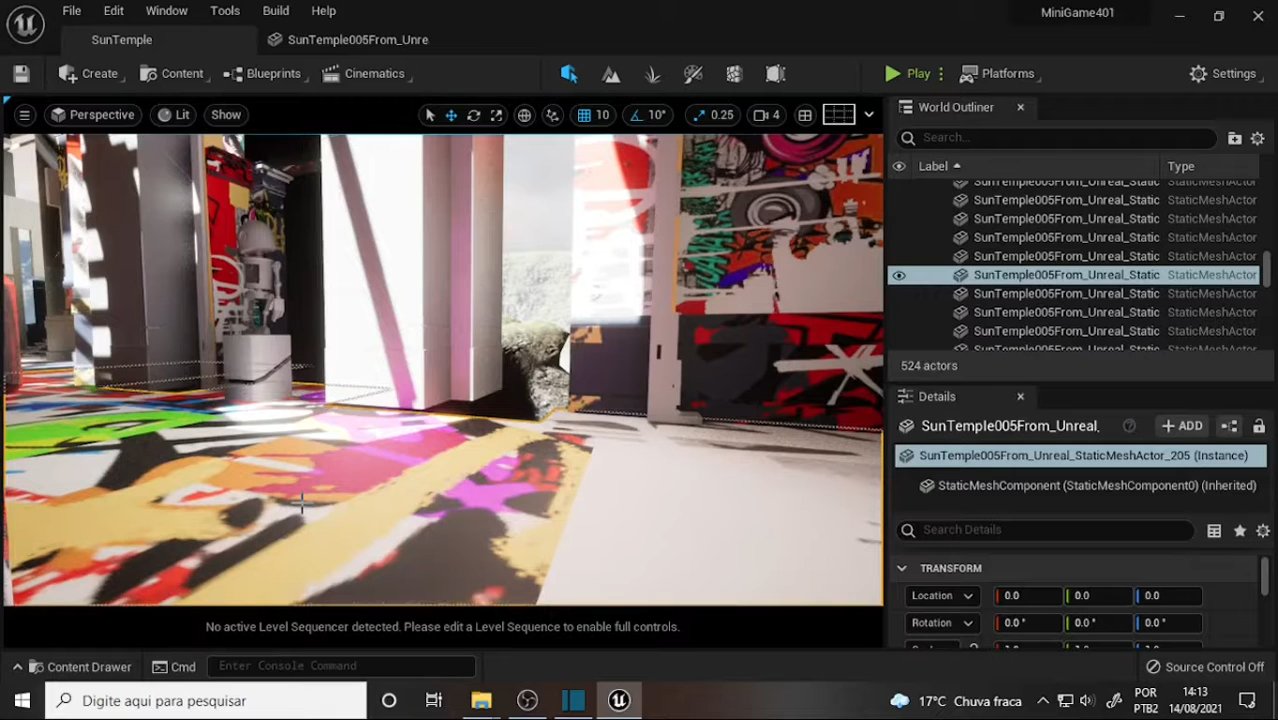 File Edit Window Tools Build Help
MiniGame401
SunTemple
SunTemple005From_Unre
Create
Content
Blueprints
Cinematics
Play
Platforms
Settings
Perspective
Lit
Show
10
10°
0.25
4
World Outliner
Search...
Label
Type
SunTemple005From_Unreal_Static StaticMeshActor
SunTemple005From_Unreal_Static StaticMeshActor
SunTemple005From_Unreal_Static StaticMeshActor
SunTemple005From_Unreal_Static StaticMeshActor
SunTemple005From_Unreal_Static StaticMeshActor
SunTemple005From_Unreal_Static StaticMeshActor
SunTemple005From_Unreal_Static StaticMeshActor
SunTemple005From_Unreal_Static StaticMeshActor
SunTemple005From_Unreal_Static StaticMeshActor
SunTemple005From_Unreal_Static StaticMeshActor
524 actors
Details
SunTemple005From_Unreal.
ADD
SunTemple005From_Unreal_StaticMeshActor_205 (Instance)
StaticMeshComponent (StaticMeshComponent0) (Inherited)
Search Details
TRANSFORM
Location 0.0 0.0 0.0
Rotation 0.0° 0.0° 0.0°
No active Level Sequencer detected. Please edit a Level Sequence to enable full controls.
Content Drawer
Cmd
Enter Console Command
Source Control Off
Digite aqui para pesquisar
17°C Chuva fraca
POR
PTB2
14:13
14/08/2021